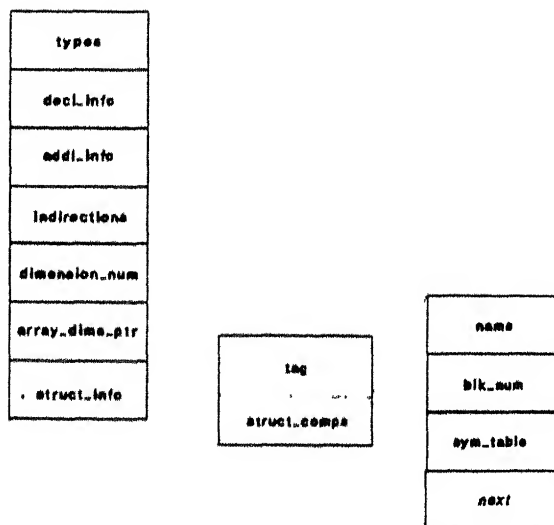 types
decl_info
addl_info
indirections
dimension_num
array_dims_ptr
struct_info
tag
struct_comps
name
blk_num
sym_table
next